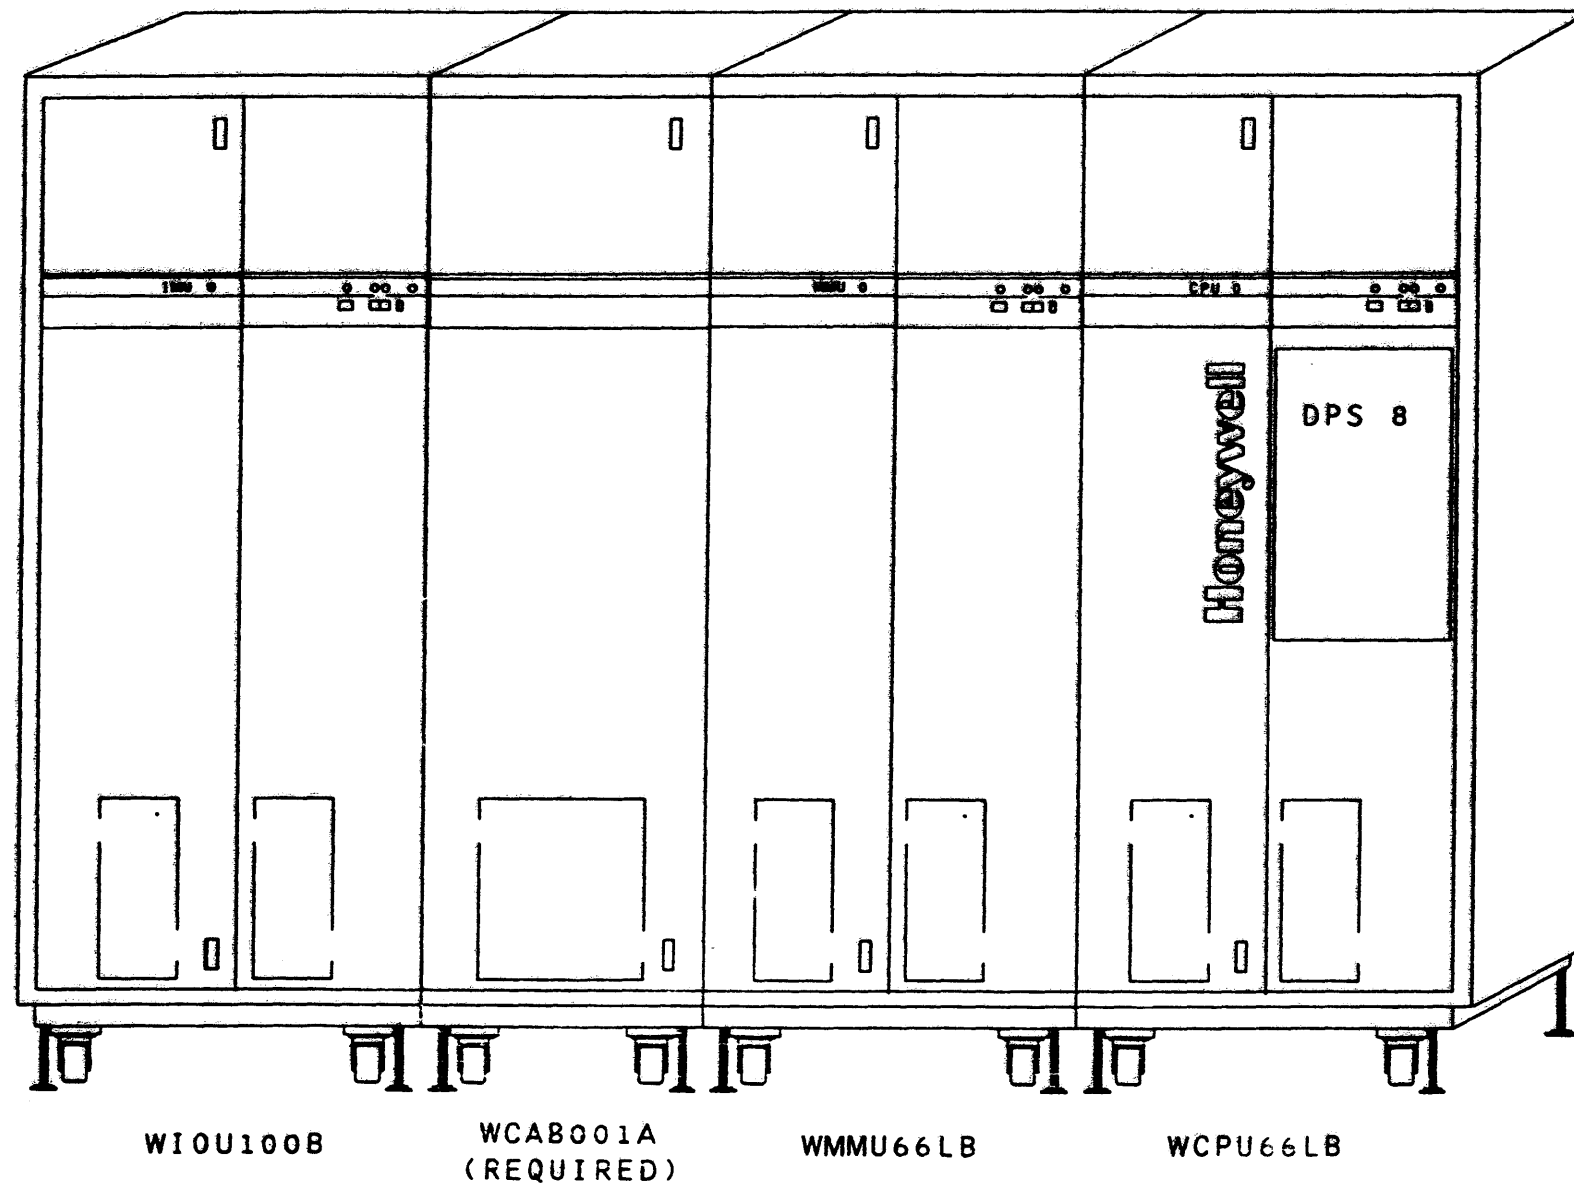 CPU 0
Honeywell
DPS 8
WIOU100B
WCAB001A
(REQUIRED)
WMMU66LB
WCPU66LB